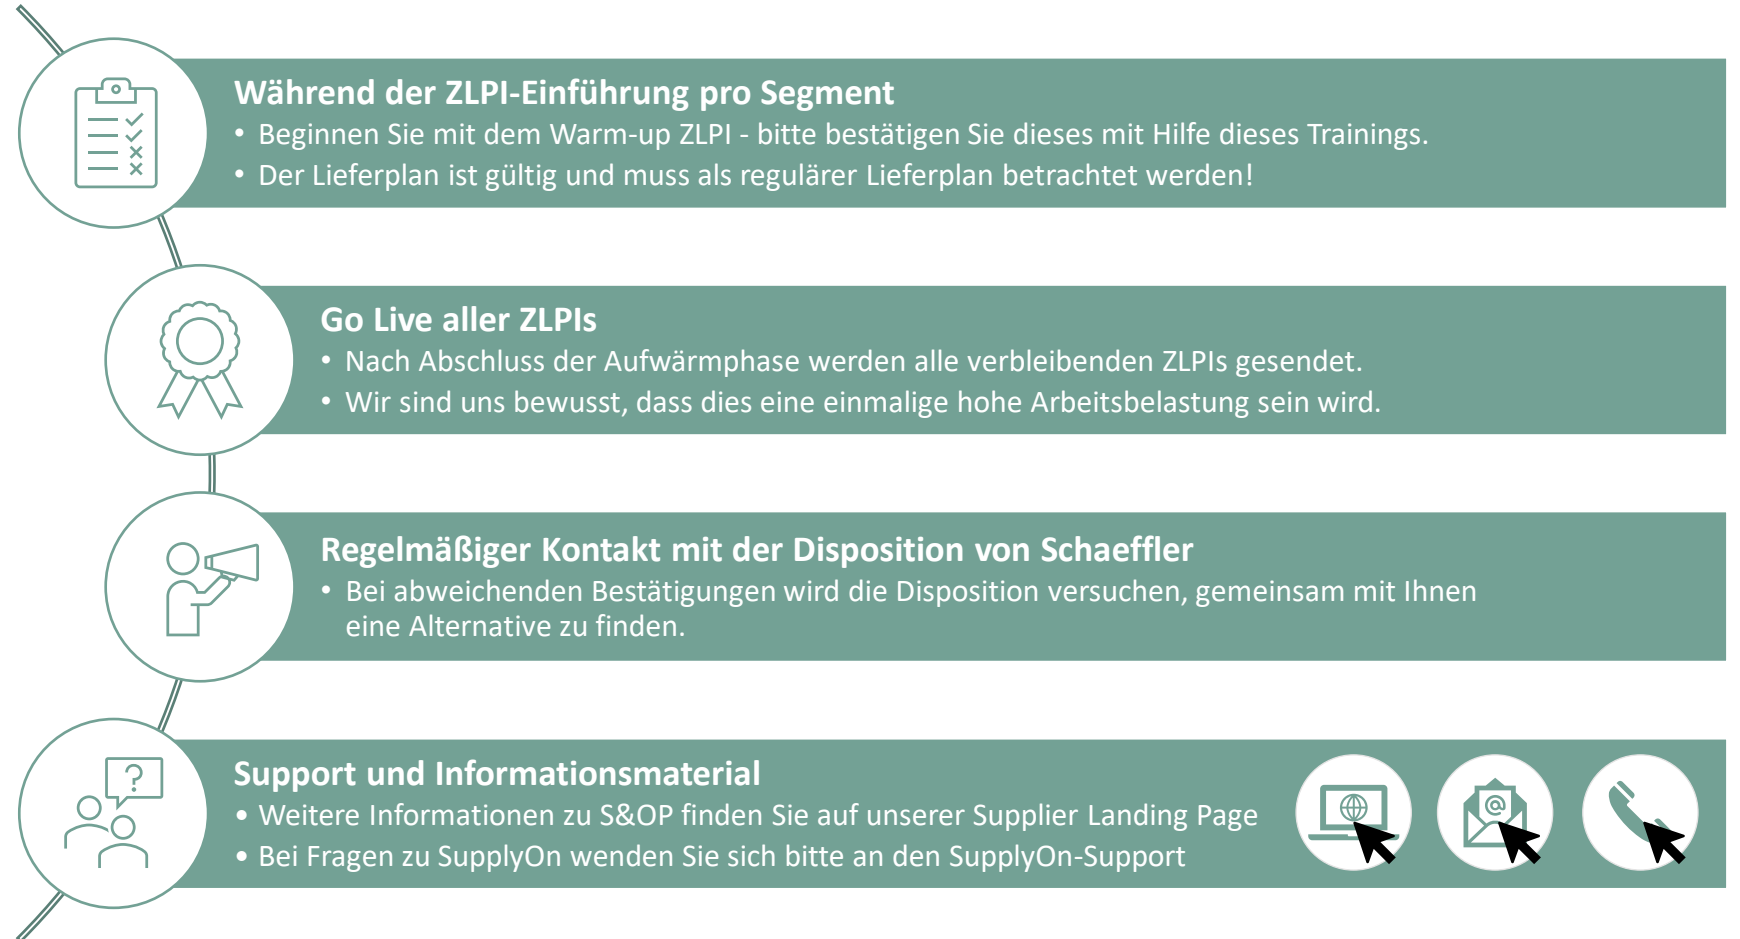 Während der ZLPI-Einführung pro Segment
• Beginnen Sie mit dem Warm-up ZLPI - bitte bestätigen Sie dieses mit Hilfe dieses Trainings.
• Der Lieferplan ist gültig und muss als regulärer Lieferplan betrachtet werden!
Go Live aller ZLPIs
• Nach Abschluss der Aufwärmphase werden alle verbleibenden ZLPIs gesendet.
• Wir sind uns bewusst, dass dies eine einmalige hohe Arbeitsbelastung sein wird.
Regelmäßiger Kontakt mit der Disposition von Schaeffler
• Bei abweichenden Bestätigungen wird die Disposition versuchen, gemeinsam mit Ihnen
eine Alternative zu finden.
?
Support und Informationsmaterial
• Weitere Informationen zu S&OP finden Sie auf unserer Supplier Landing Page
• Bei Fragen zu SupplyOn wenden Sie sich bitte an den SupplyOn-Support
@